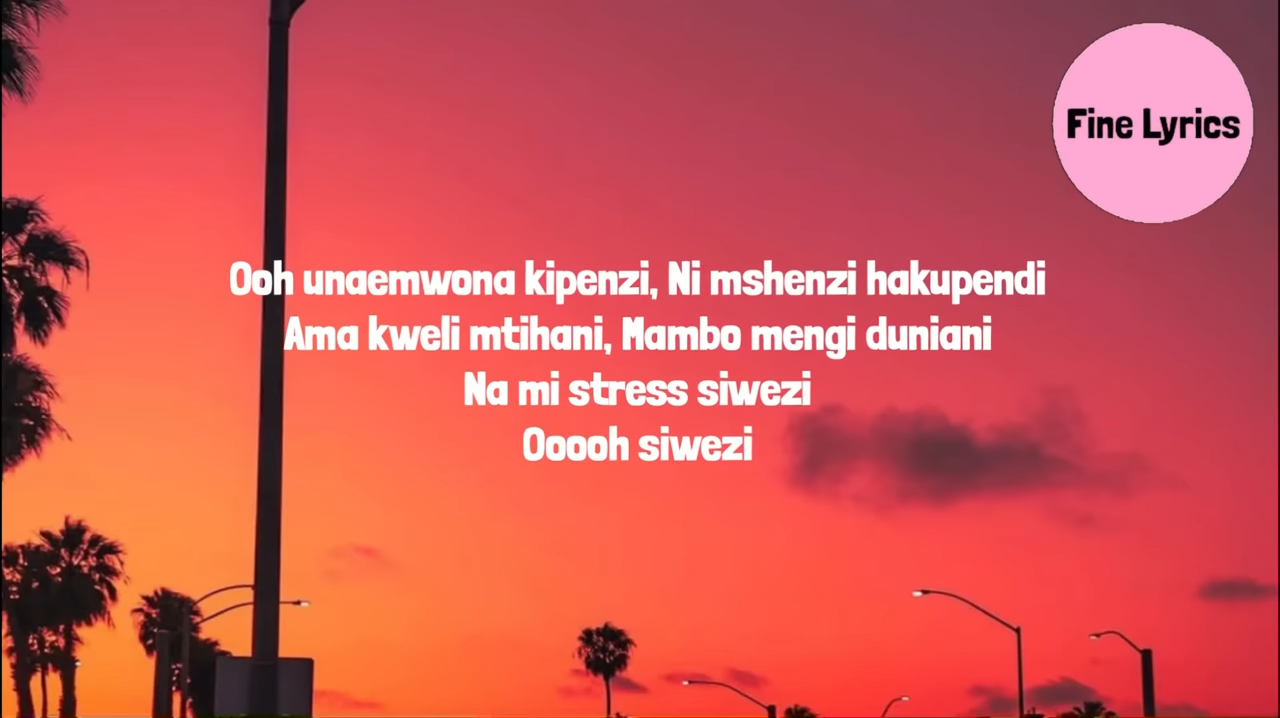 Fine Lyrics
Ooh unaemwona kipenzi, Ni mshenzi hakupendi
Ama kweli mtihani, Mambo mengi duniani
Na mi stress siwezi
Ooooh siwezi